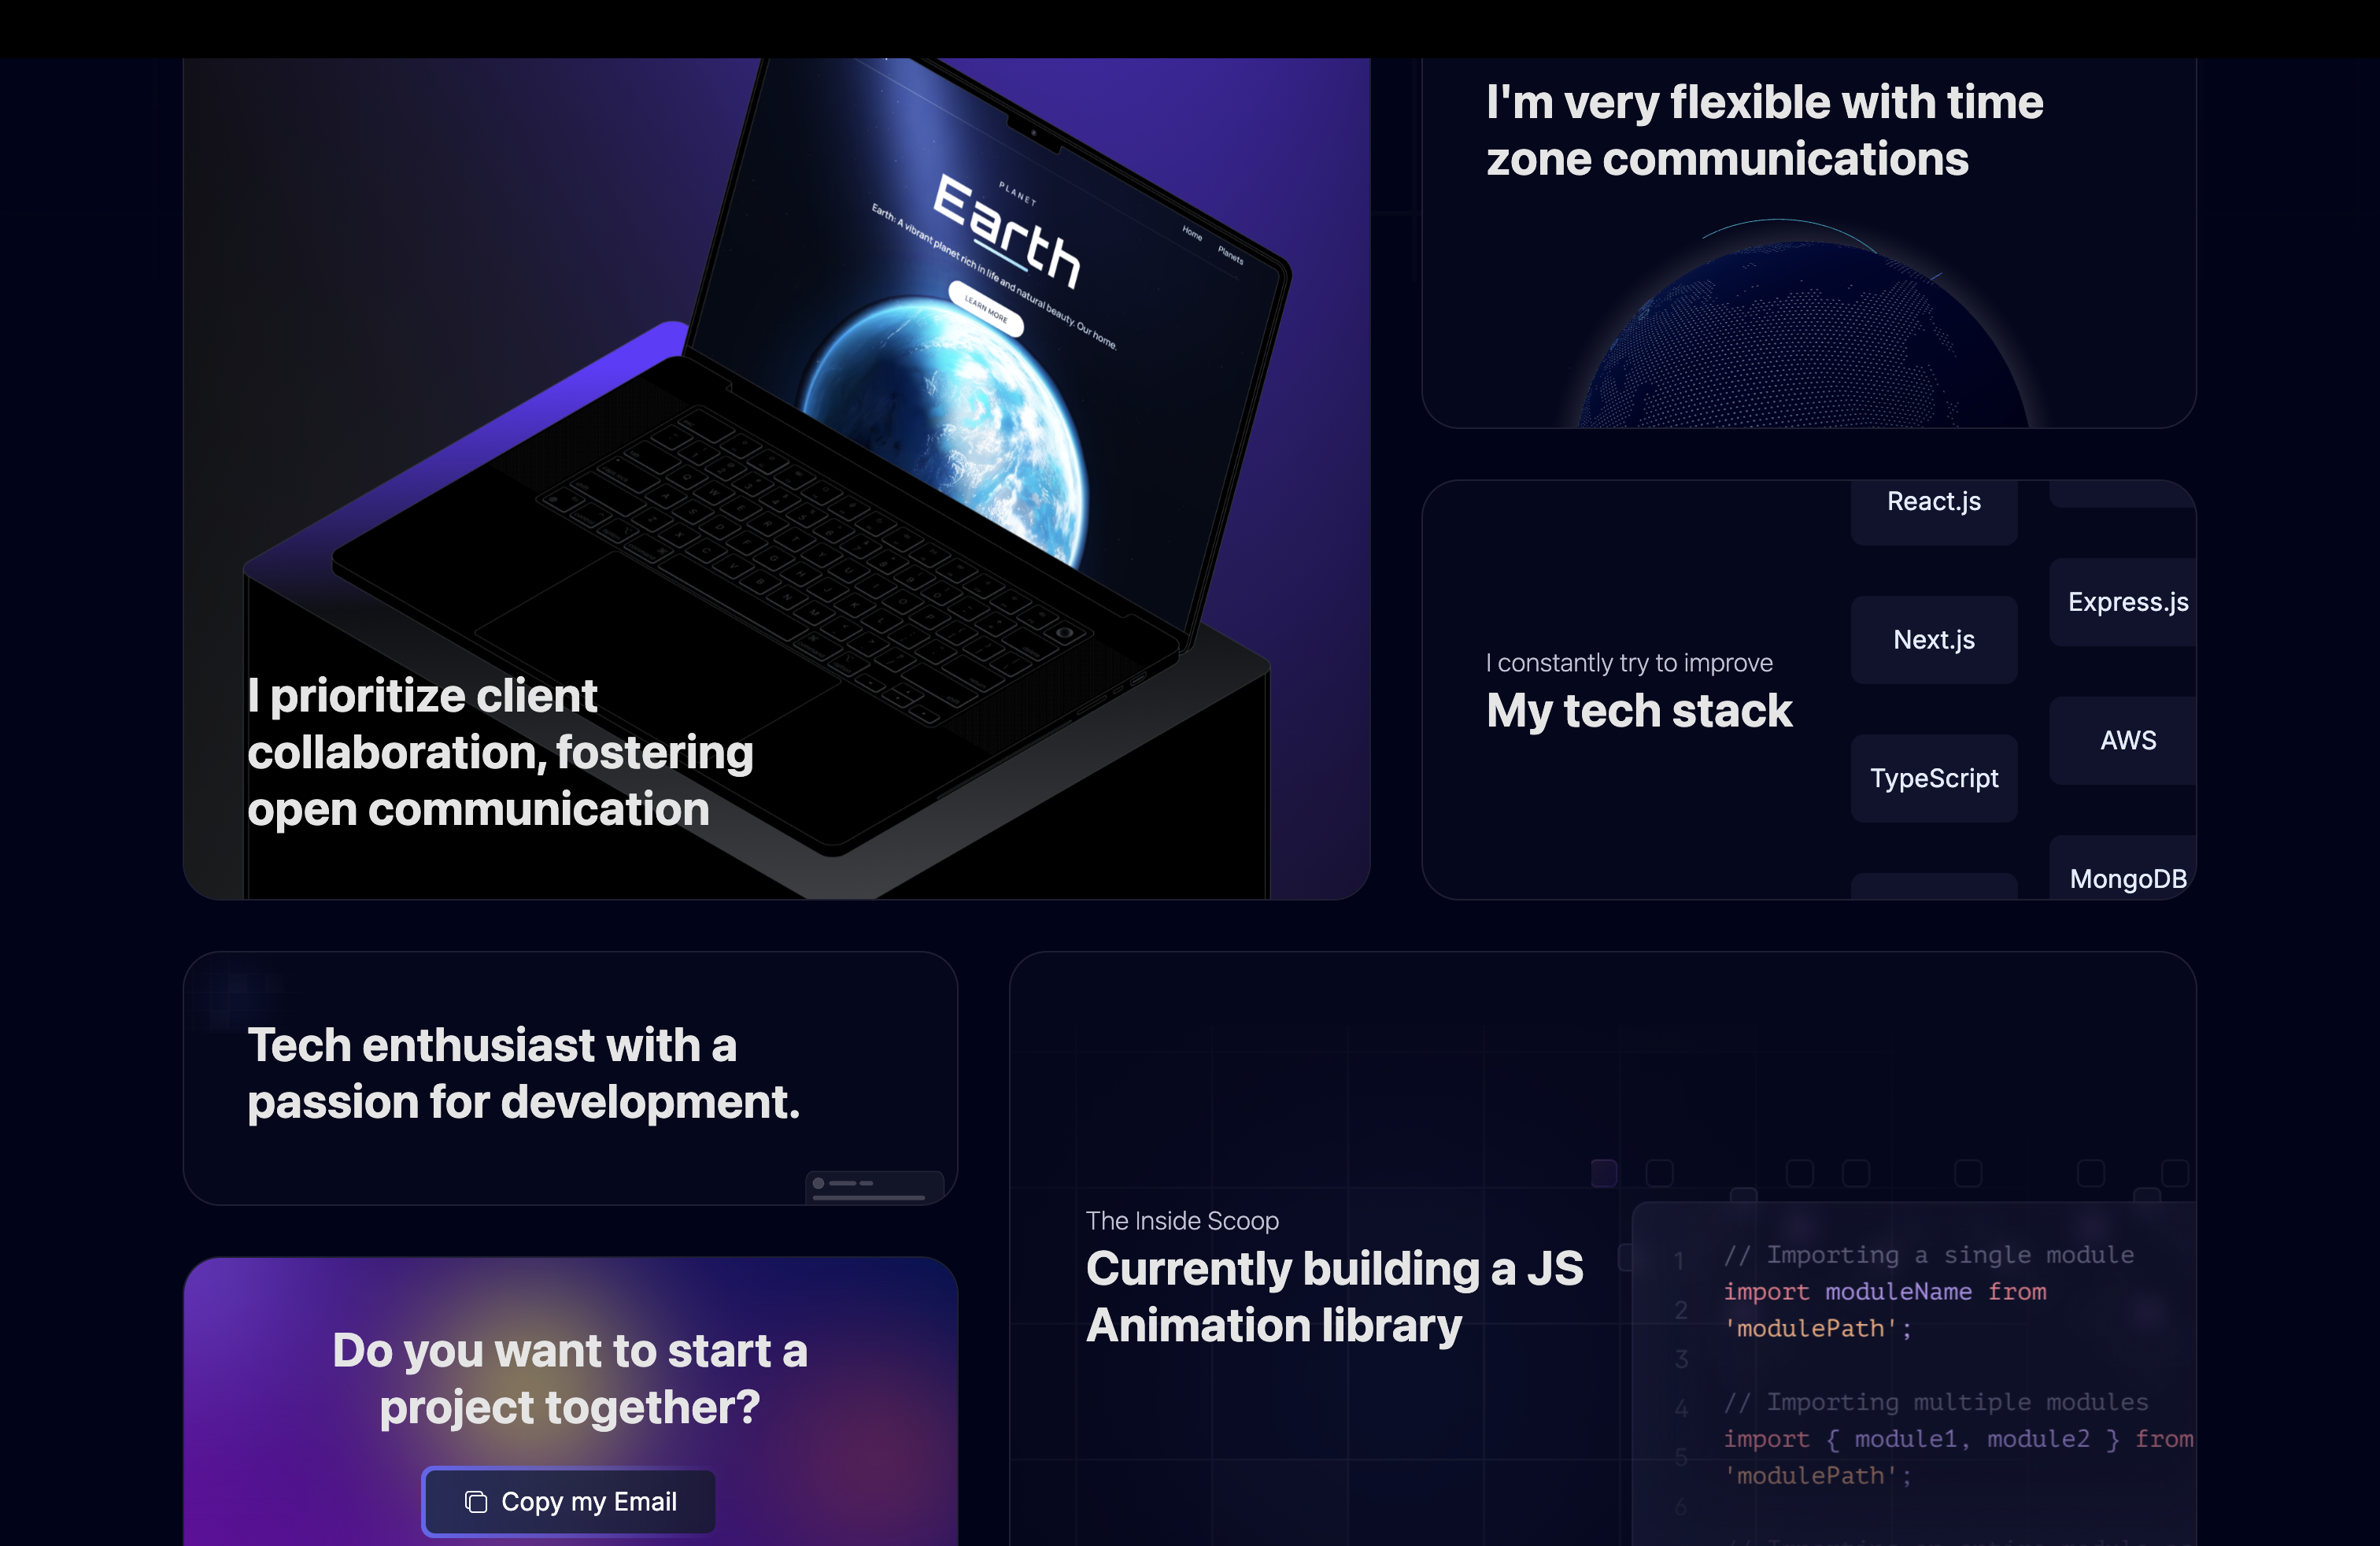 PLANET
Earth
Earth: A vibrant planet rich in life and natural beauty. Our home.
LEARN MORE
Home
Planets
I'm very flexible with time
zone communications
I prioritize client
collaboration, fostering
open communication
I constantly try to improve
My tech stack
React.js
Next.js
TypeScript
Express.js
AWS
MongoDB
Tech enthusiast with a
passion for development.
Do you want to start a
project together?
Copy my Email
The Inside Scoop
Currently building a JS
Animation library
1
2
3
4
5
6
// Importing a single module
import moduleName from
'modulePath';
// Importing multiple modules
import { module1, module2 } from
'modulePath';